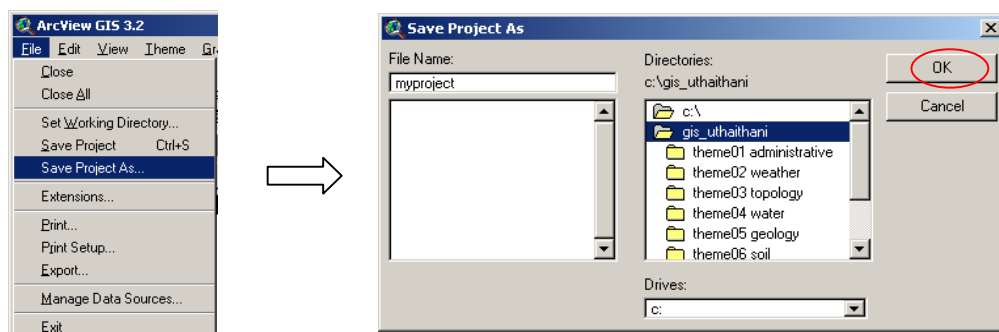 ArcView GIS 3.2
File Edit View Theme Gr
Close
Close All
Set Working Directory...
Save Project Ctrl+S
Save Project As...
Extensions...
Print...
Print Setup...
Export...
Manage Data Sources...
Exit
Save Project As
File Name:
myproject
Directories:
c:\gis_uthaithani
c:\
gis_uthaithani
theme01 administrative
theme02 weather
theme03 topology
theme04 water
theme05 geology
theme06 soil
Drives:
c:
OK
Cancel